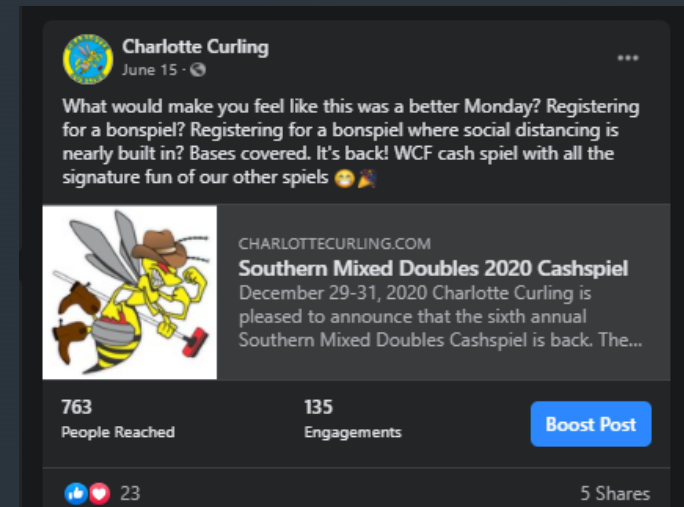 Charlotte Curling
June 15 ·
What would make you feel like this was a better Monday? Registering
for a bonspiel? Registering for a bonspiel where social distancing is
nearly built in? Bases covered. It's back! WCF cash spiel with all the
signature fun of our other spiels 😁🎉
CHARLOTTECURLING.COM
Southern Mixed Doubles 2020 Cashspiel
December 29-31, 2020 Charlotte Curling is
pleased to announce that the sixth annual
Southern Mixed Doubles Cashspiel is back. The...
763
People Reached
135
Engagements
Boost Post
23
5 Shares